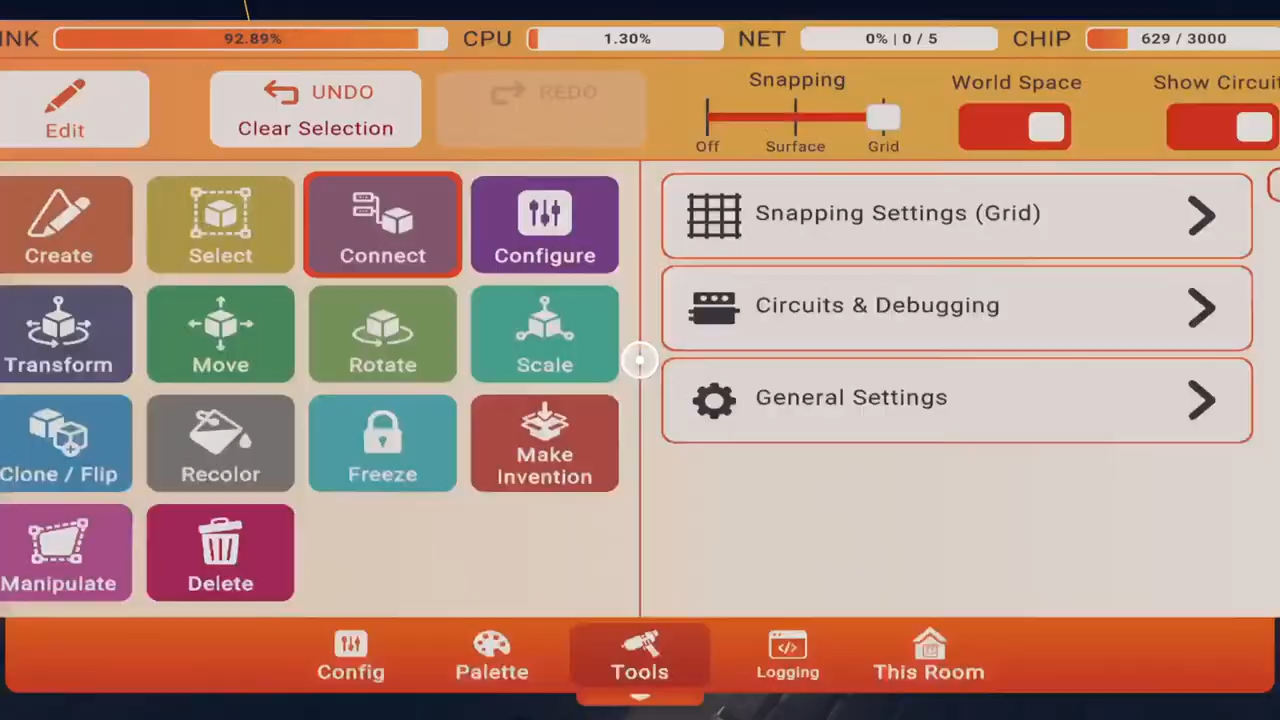 INK 92.89% CPU 1.30% NET 0% | 0 / 5 CHIP 629 / 3000
Edit
UNDO
Clear Selection
REDO
Snapping
Off Surface Grid
World Space
Show Circuit
Create Select Connect Configure
Transform Move Rotate Scale
Clone / Flip Recolor Freeze Make
Invention
Manipulate Delete
Snapping Settings (Grid)
Circuits & Debugging
General Settings
Config Palette Tools Logging This Room